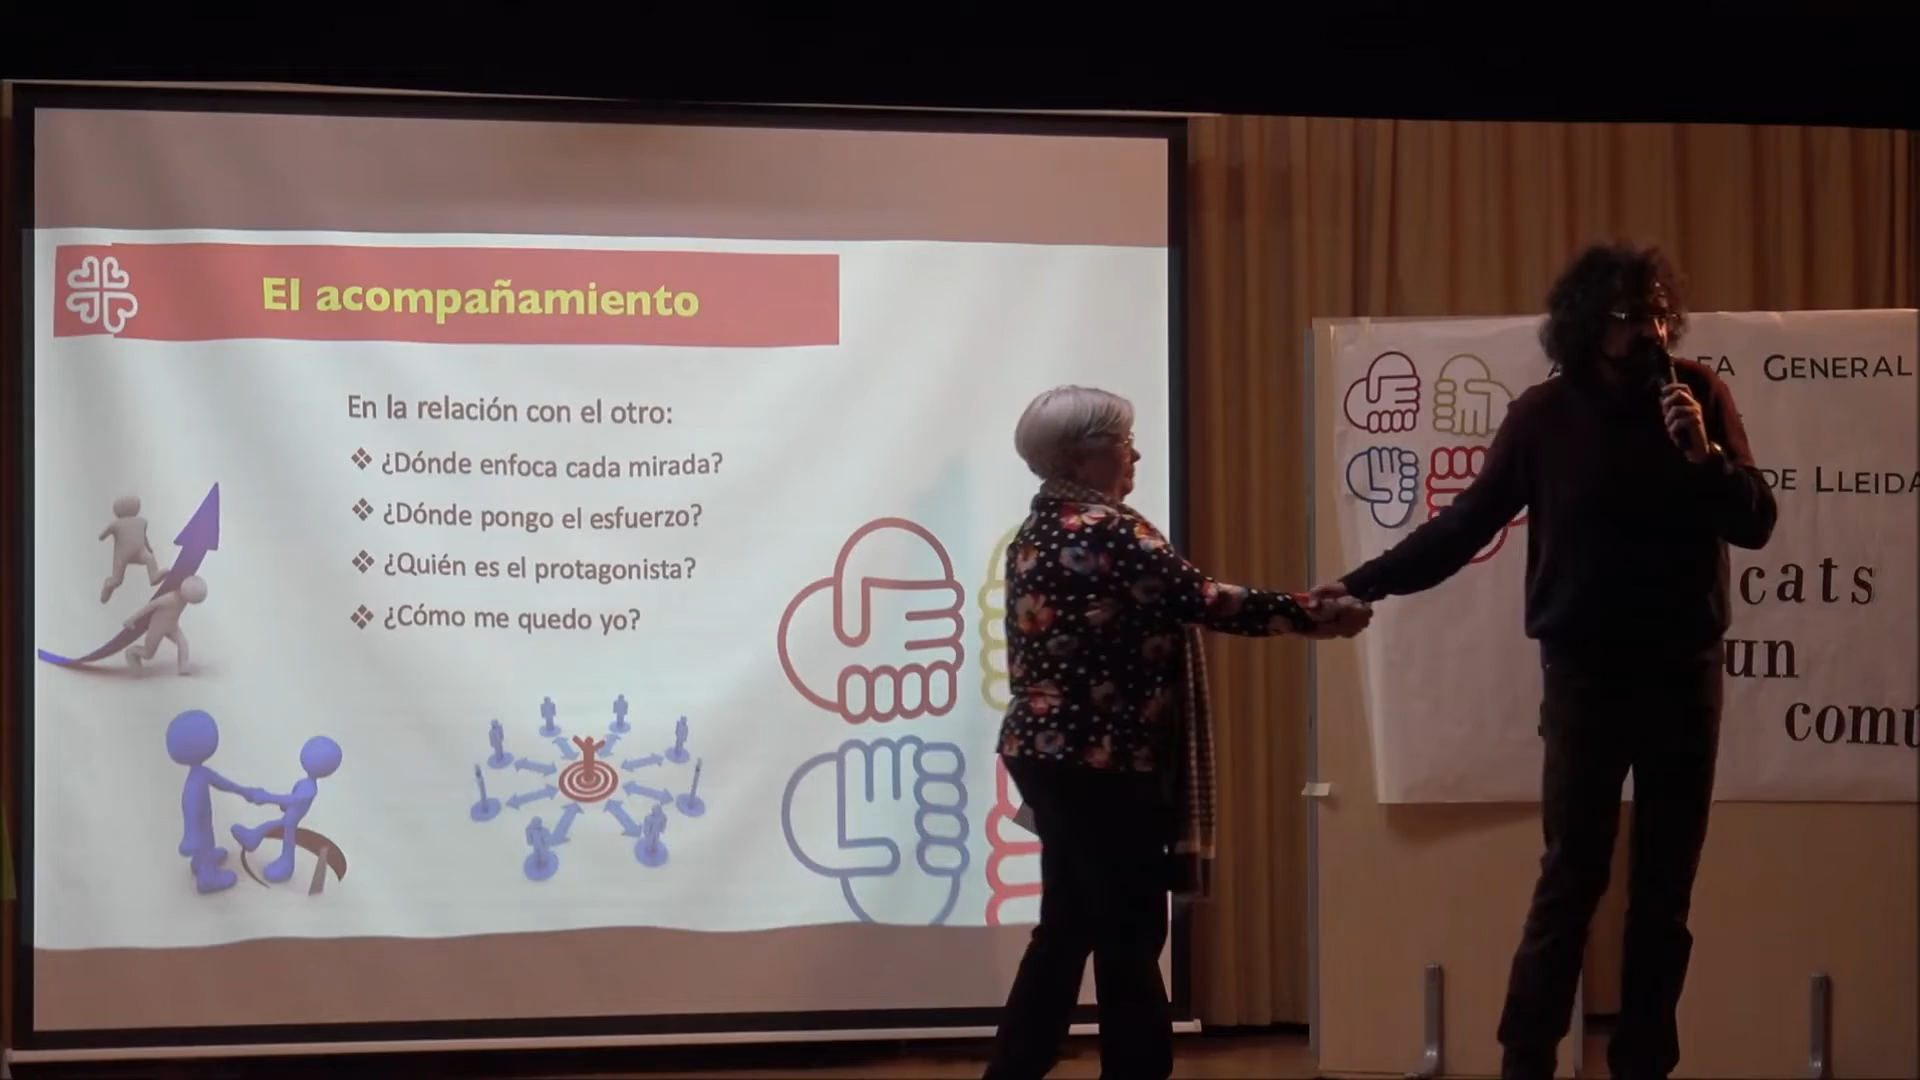 El acompañamiento
En la relación con el otro:
❖ ¿Dónde enfoca cada mirada?
❖ ¿Dónde pongo el esfuerzo?
❖ ¿Quién es el protagonista?
❖ ¿Cómo me quedo yo?
GENERAL
DE LLEIDA
cats
un
comú